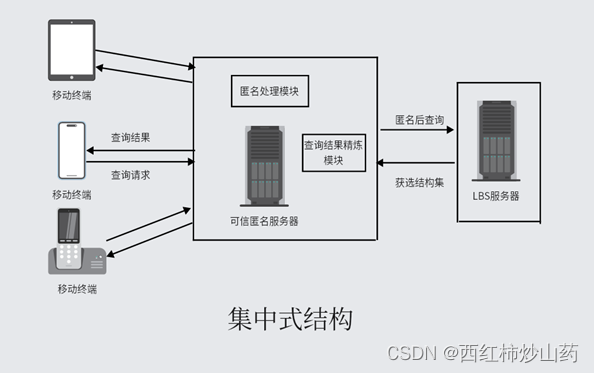 移动终端
匿名处理模块
匿名后查询
查询结果
查询结果精炼
模块
查询请求
获选结构集
移动终端
LBS服务器
可信匿名服务器
移动终端
集中式结构
CSDN @西红柿炒山药